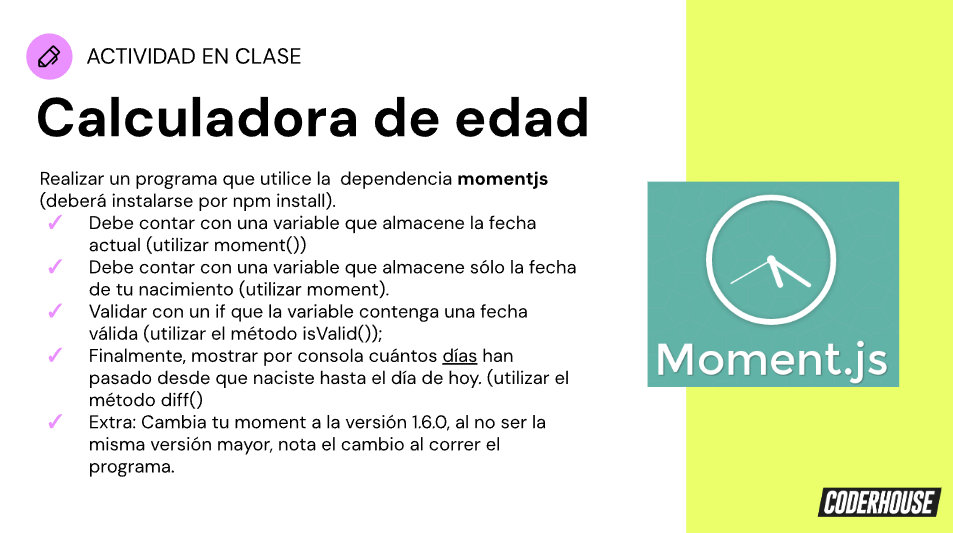 ACTIVIDAD EN CLASE
Calculadora de edad
Realizar un programa que utilice la  dependencia momentjs
(deberá instalarse por npm install).
✓ Debe contar con una variable que almacene la fecha
actual (utilizar moment())
✓ Debe contar con una variable que almacene sólo la fecha
de tu nacimiento (utilizar moment).
✓ Validar con un if que la variable contenga una fecha
válida (utilizar el método isValid());
✓ Finalmente, mostrar por consola cuántos días han
pasado desde que naciste hasta el día de hoy. (utilizar el
método diff()
✓ Extra: Cambia tu moment a la versión 1.6.0, al no ser la
misma versión mayor, nota el cambio al correr el
programa.
Moment.js
CODERHOUSE